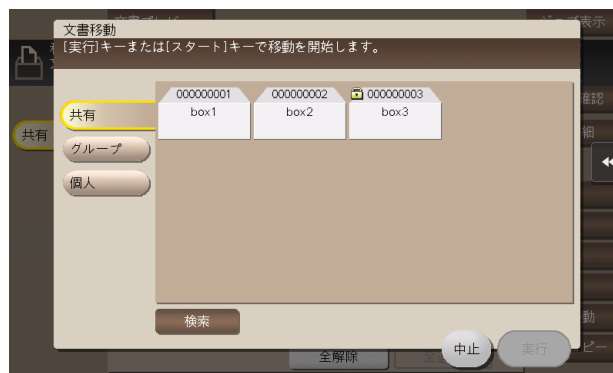 文書移動
[実行]キーまたは[スタート]キーで移動を開始します。
000000001
000000002
000000003
box1
box2
box3
共有
グループ
個人
検索
中止
実行
共有
全解除
表示
確認
細
動
ピー